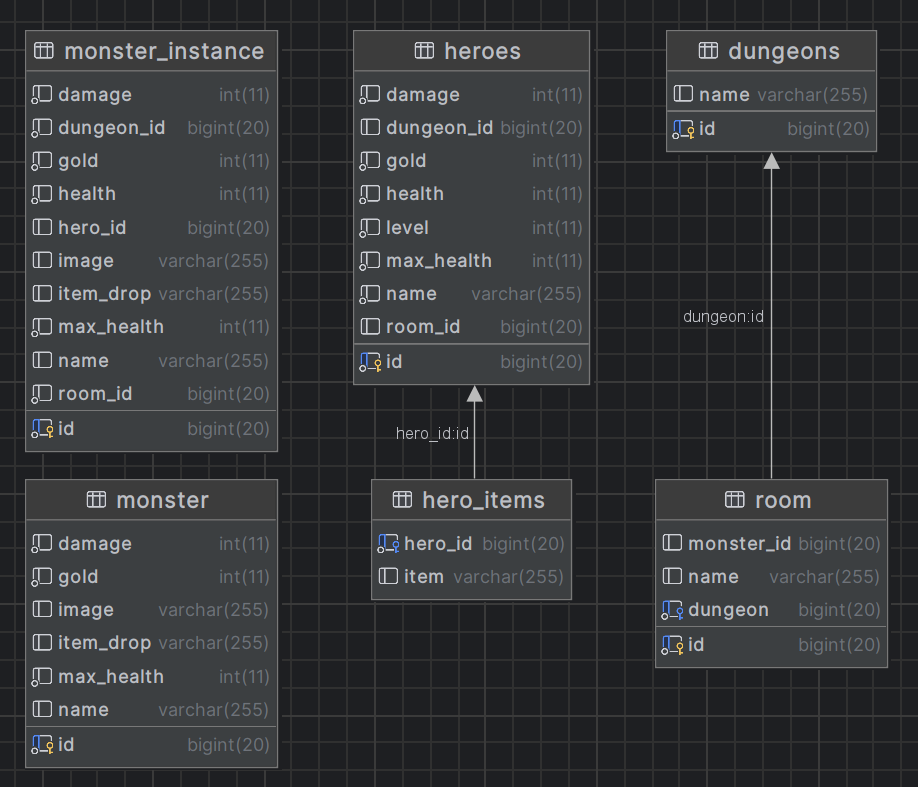 monster_instance
damage int(11)
dungeon_id bigint(20)
gold int(11)
health int(11)
hero_id bigint(20)
image varchar(255)
item_drop varchar(255)
max_health int(11)
name varchar(255)
room_id bigint(20)
id bigint(20)
heroes
damage int(11)
dungeon_id bigint(20)
gold int(11)
health int(11)
level int(11)
max_health int(11)
name varchar(255)
room_id bigint(20)
id bigint(20)
dungeons
name varchar(255)
id bigint(20)
dungeon:id
hero_id:id
monster
damage int(11)
gold int(11)
image varchar(255)
item_drop varchar(255)
max_health int(11)
name varchar(255)
id bigint(20)
hero_items
hero_id bigint(20)
item varchar(255)
room
monster_id bigint(20)
name varchar(255)
dungeon bigint(20)
id bigint(20)